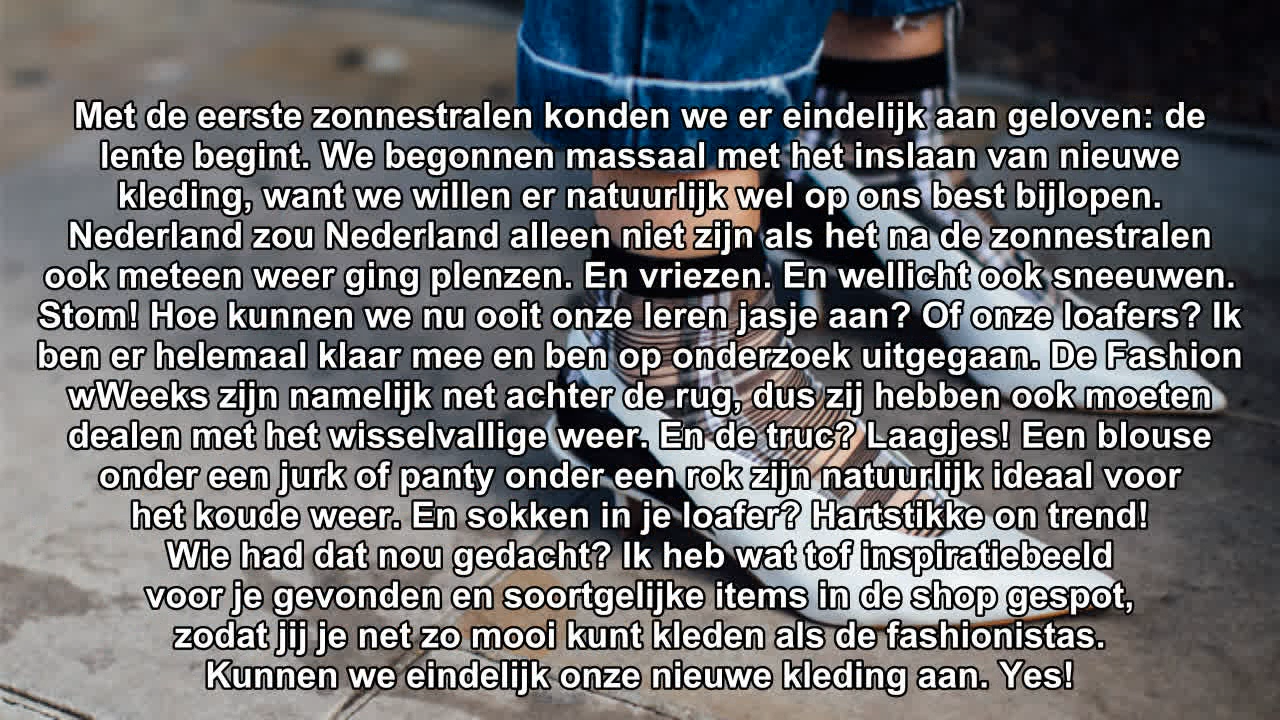 Met de eerste zonnestralen konden we er eindelijk aan geloven: de
lente begint. We begonnen massaal met het inslaan van nieuwe
kleding, want we willen er natuurlijk wel op ons best bijlopen.
Nederland zou Nederland alleen niet zijn als het na de zonnestralen
ook meteen weer ging plenzen. En vriezen. En wellicht ook sneeuwen.
Stom! Hoe kunnen we nu ooit onze leren jasje aan? Of onze loafers? Ik
ben er helemaal klaar mee en ben op onderzoek uitgegaan. De Fashion
wWeeks zijn namelijk net achter de rug, dus zij hebben ook moeten
dealen met het wisselvallige weer. En de truc? Laagjes! Een blouse
onder een jurk of panty onder een rok zijn natuurlijk ideaal voor
het koude weer. En sokken in je loafer? Hartstikke on trend!
Wie had dat nou gedacht? Ik heb wat tof inspiratiebeeld
voor je gevonden en soortgelijke items in de shop gespot,
zodat jij je net zo mooi kunt kleden als de fashionistas.
Kunnen we eindelijk onze nieuwe kleding aan. Yes!